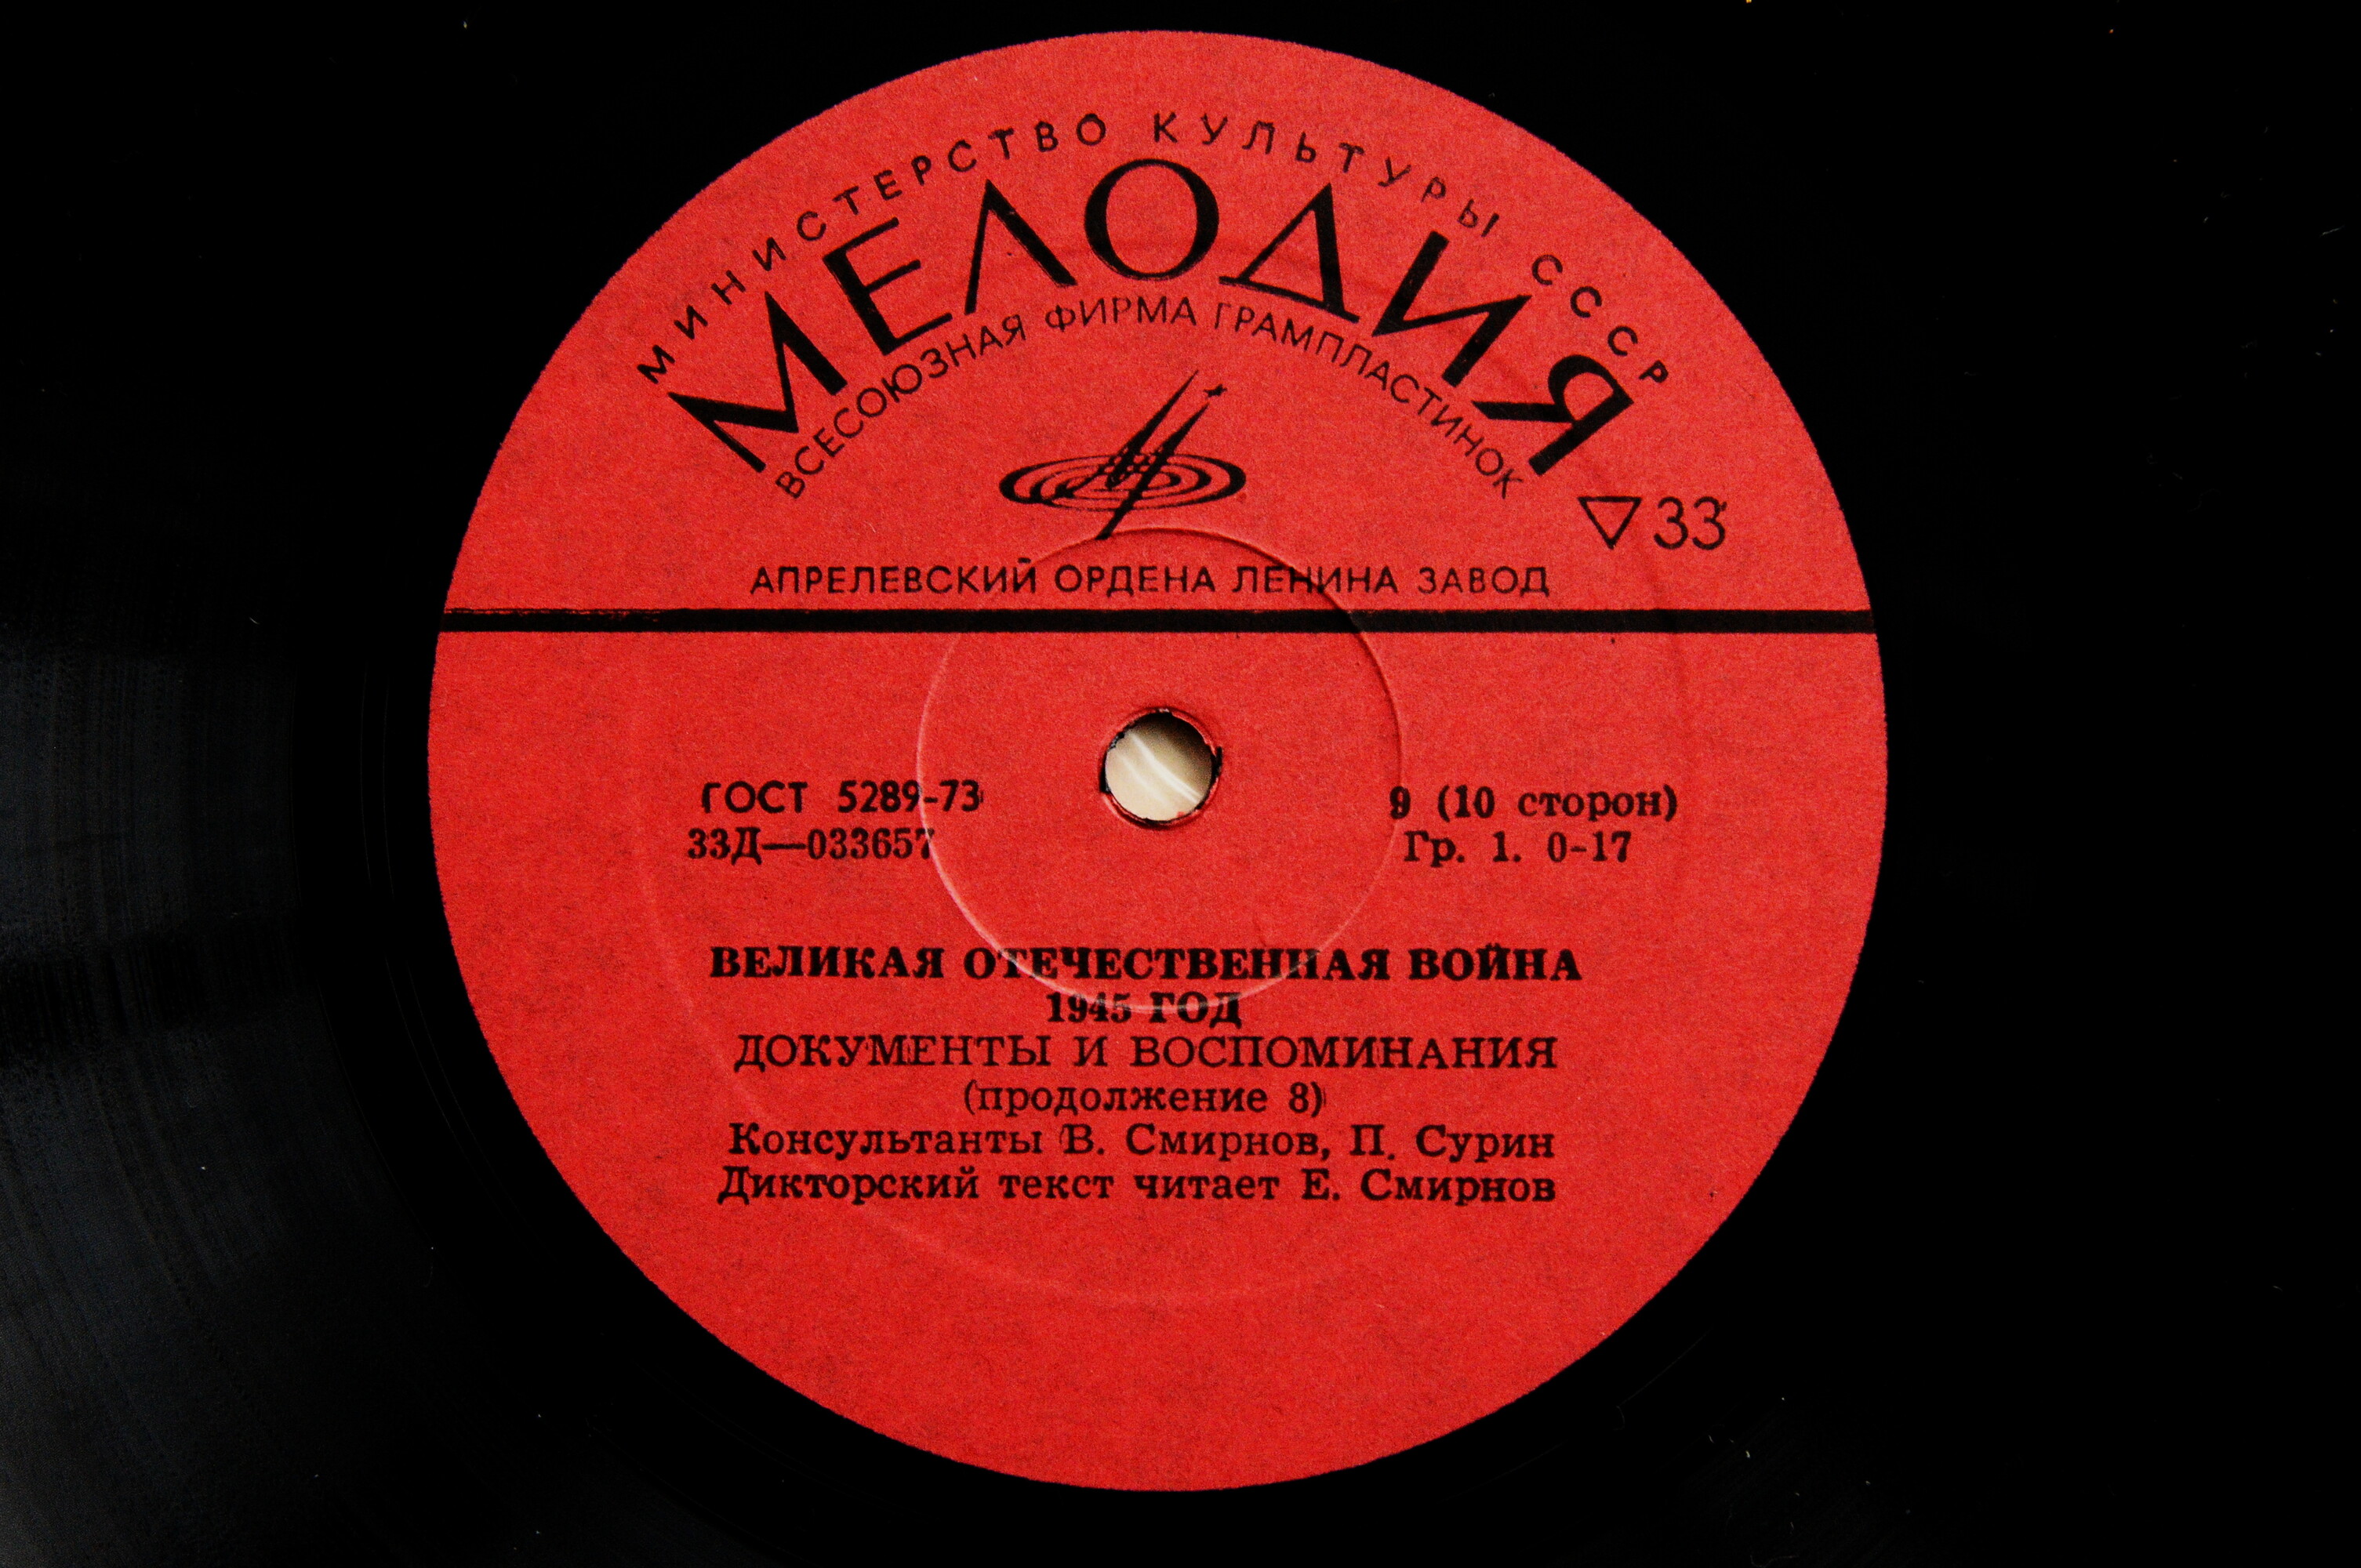 МИНИСТЕРСТВО КУЛЬТУРЫ СССР
МЕЛОДИЯ
ВСЕСОЮЗНАЯ ФИРМА ГРАМПЛАСТИНОК
33
АПРЕЛЕВСКИЙ ОРДЕНА ЛЕНИНА ЗАВОД
ГОСТ 5289-73
33Д—033657
9 (10 сторон)
Гр. 1. 0-17
ВЕЛИКАЯ ОТЕЧЕСТВЕННАЯ ВОЙНА
1945 ГОД
ДОКУМЕНТЫ И ВОСПОМИНАНИЯ
(продолжение 8)
Консультанты В. Смирнов, П. Сурин
Дикторский текст читает Е. Смирнов